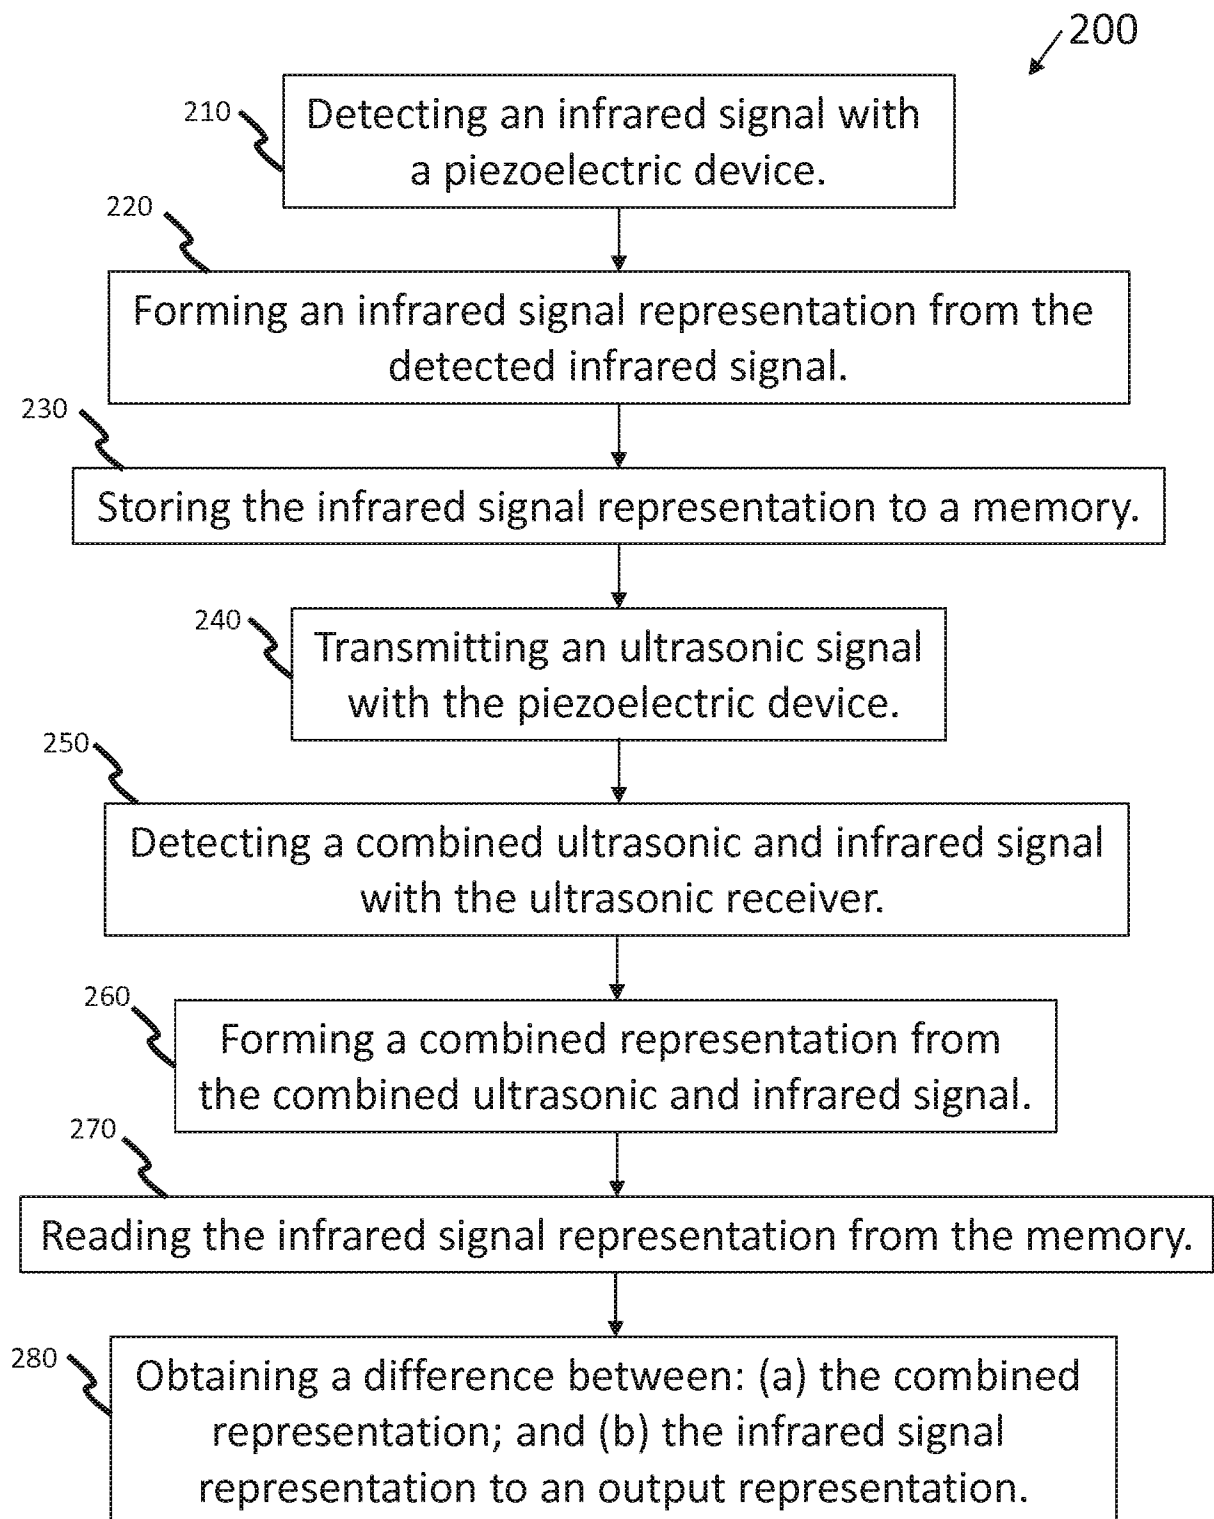 200
210
Detecting an infrared signal with
a piezoelectric device.
220
Forming an infrared signal representation from the
detected infrared signal.
230
Storing the infrared signal representation to a memory.
240
Transmitting an ultrasonic signal
with the piezoelectric device.
250
Detecting a combined ultrasonic and infrared signal
with the ultrasonic receiver.
260
Forming a combined representation from
the combined ultrasonic and infrared signal.
270
Reading the infrared signal representation from the memory.
280
Obtaining a difference between: (a) the combined
representation; and (b) the infrared signal
representation to an output representation.